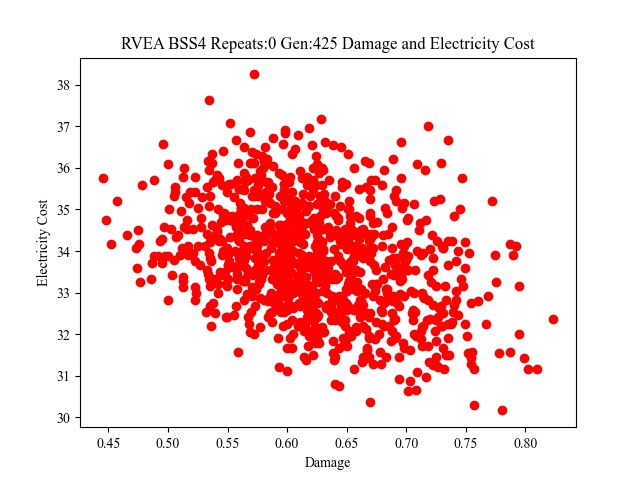 RVEA BSS4 Repeats:0 Gen:425 Damage and Electricity Cost
38
37
36
35
34
33
32
31
30
Electricity Cost
0.45 0.50 0.55 0.60 0.65 0.70 0.75 0.80
Damage